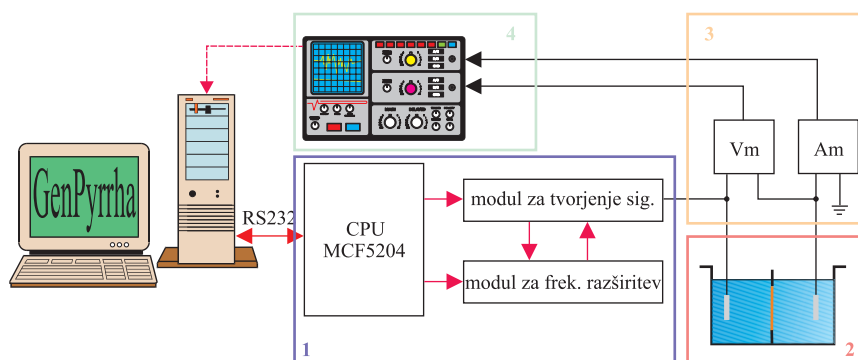 4
3
Vm
Am
GenPyrrha
RS232
CPU
MCF5204
modul za tvorjenje sig.
modul za frek. razširitev
1
2